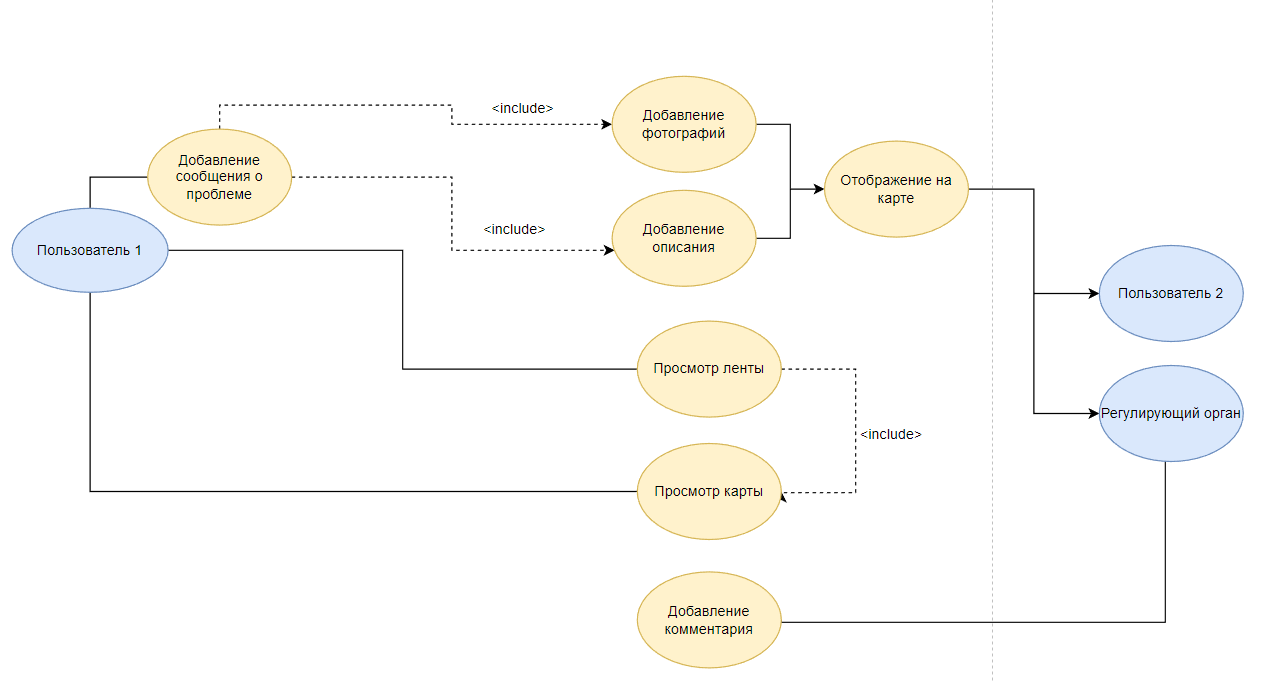 <include>
Добавление
фотографий
Добавление
сообщения о
проблеме
Отображение на
карте
<include>
Добавление
описания
Пользователь 1
Пользователь 2
Просмотр ленты
Регулирующий орган
<include>
Просмотр карты
Добавление
комментария